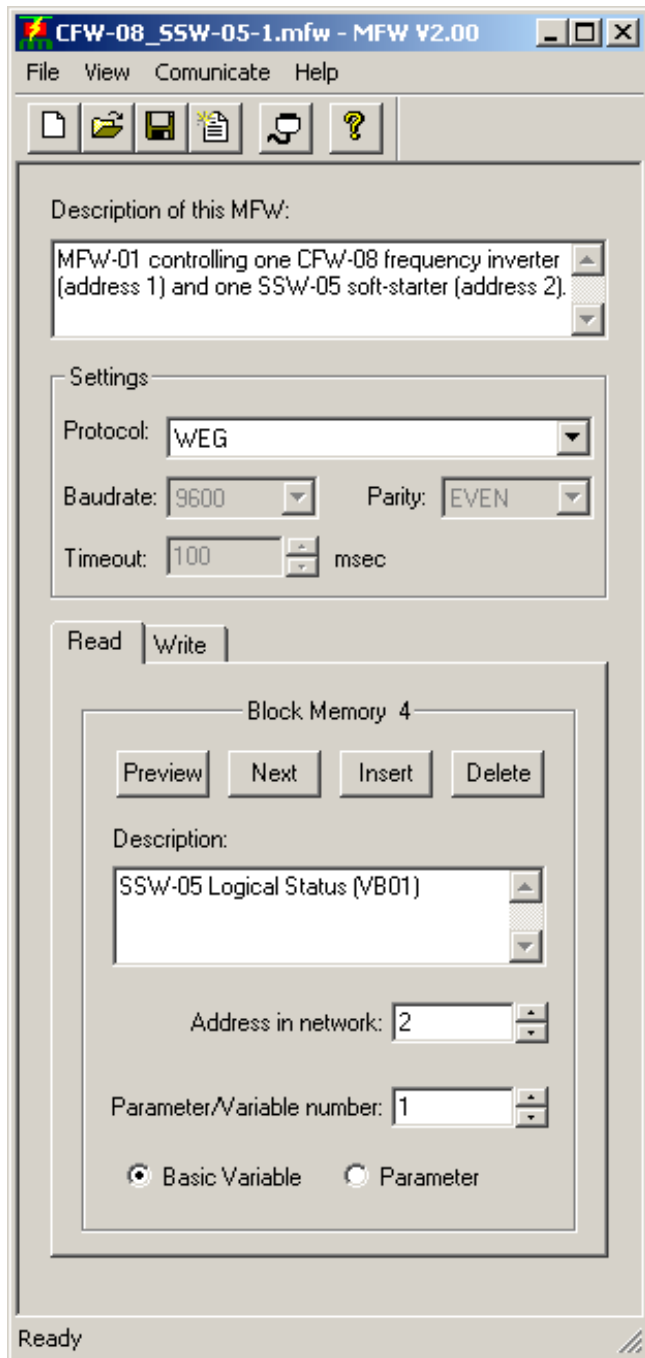 CFW-08_SSW-05-1.mfw - MFW V2.00
File View Comunicate Help
Description of this MFW:
MFW-01 controlling one CFW-08 frequency inverter
(address 1) and one SSW-05 soft-starter (address 2).
Settings
Protocol: WEG
Baudrate: 9600 Parity: EVEN
Timeout: 100 msec
Read Write
Block Memory 4
Preview Next Insert Delete
Description:
SSW-05 Logical Status (VB01)
Address in network: 2
Parameter/Variable number: 1
Basic Variable Parameter
Ready